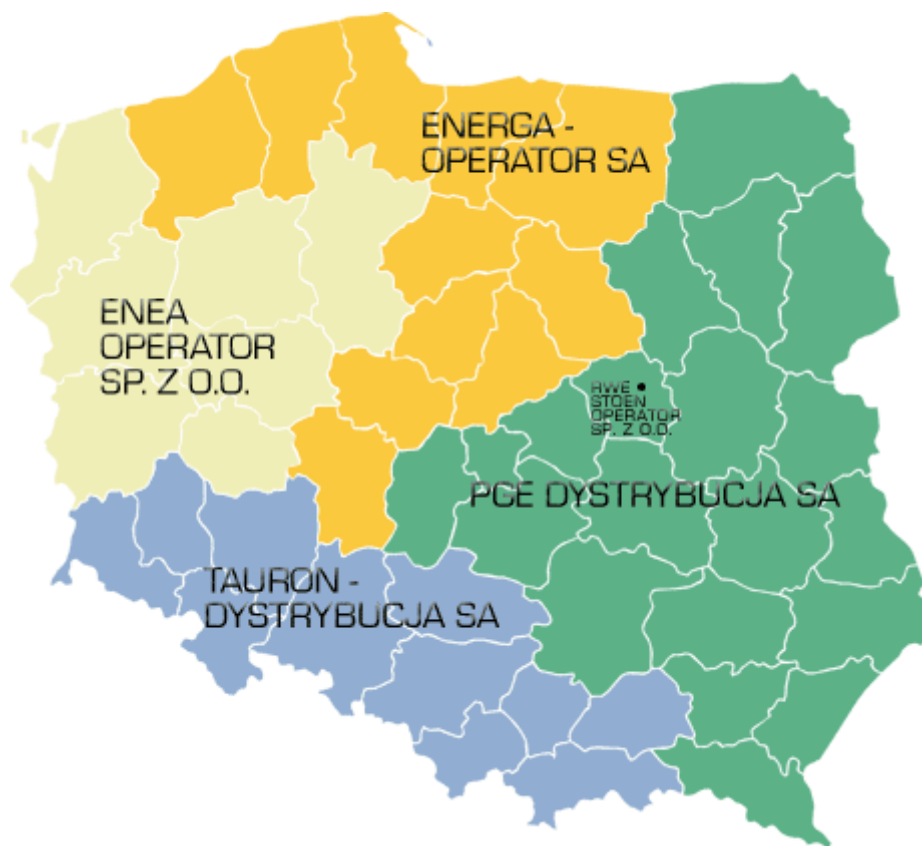 ENERGA -
OPERATOR SA
ENEA
OPERATOR
SP. Z O.O.
RWE
STOEN
OPERATOR
SP. Z O.O.
PGE DYSTRYBUCJA SA
TAURON -
DYSTRYBUCJA SA